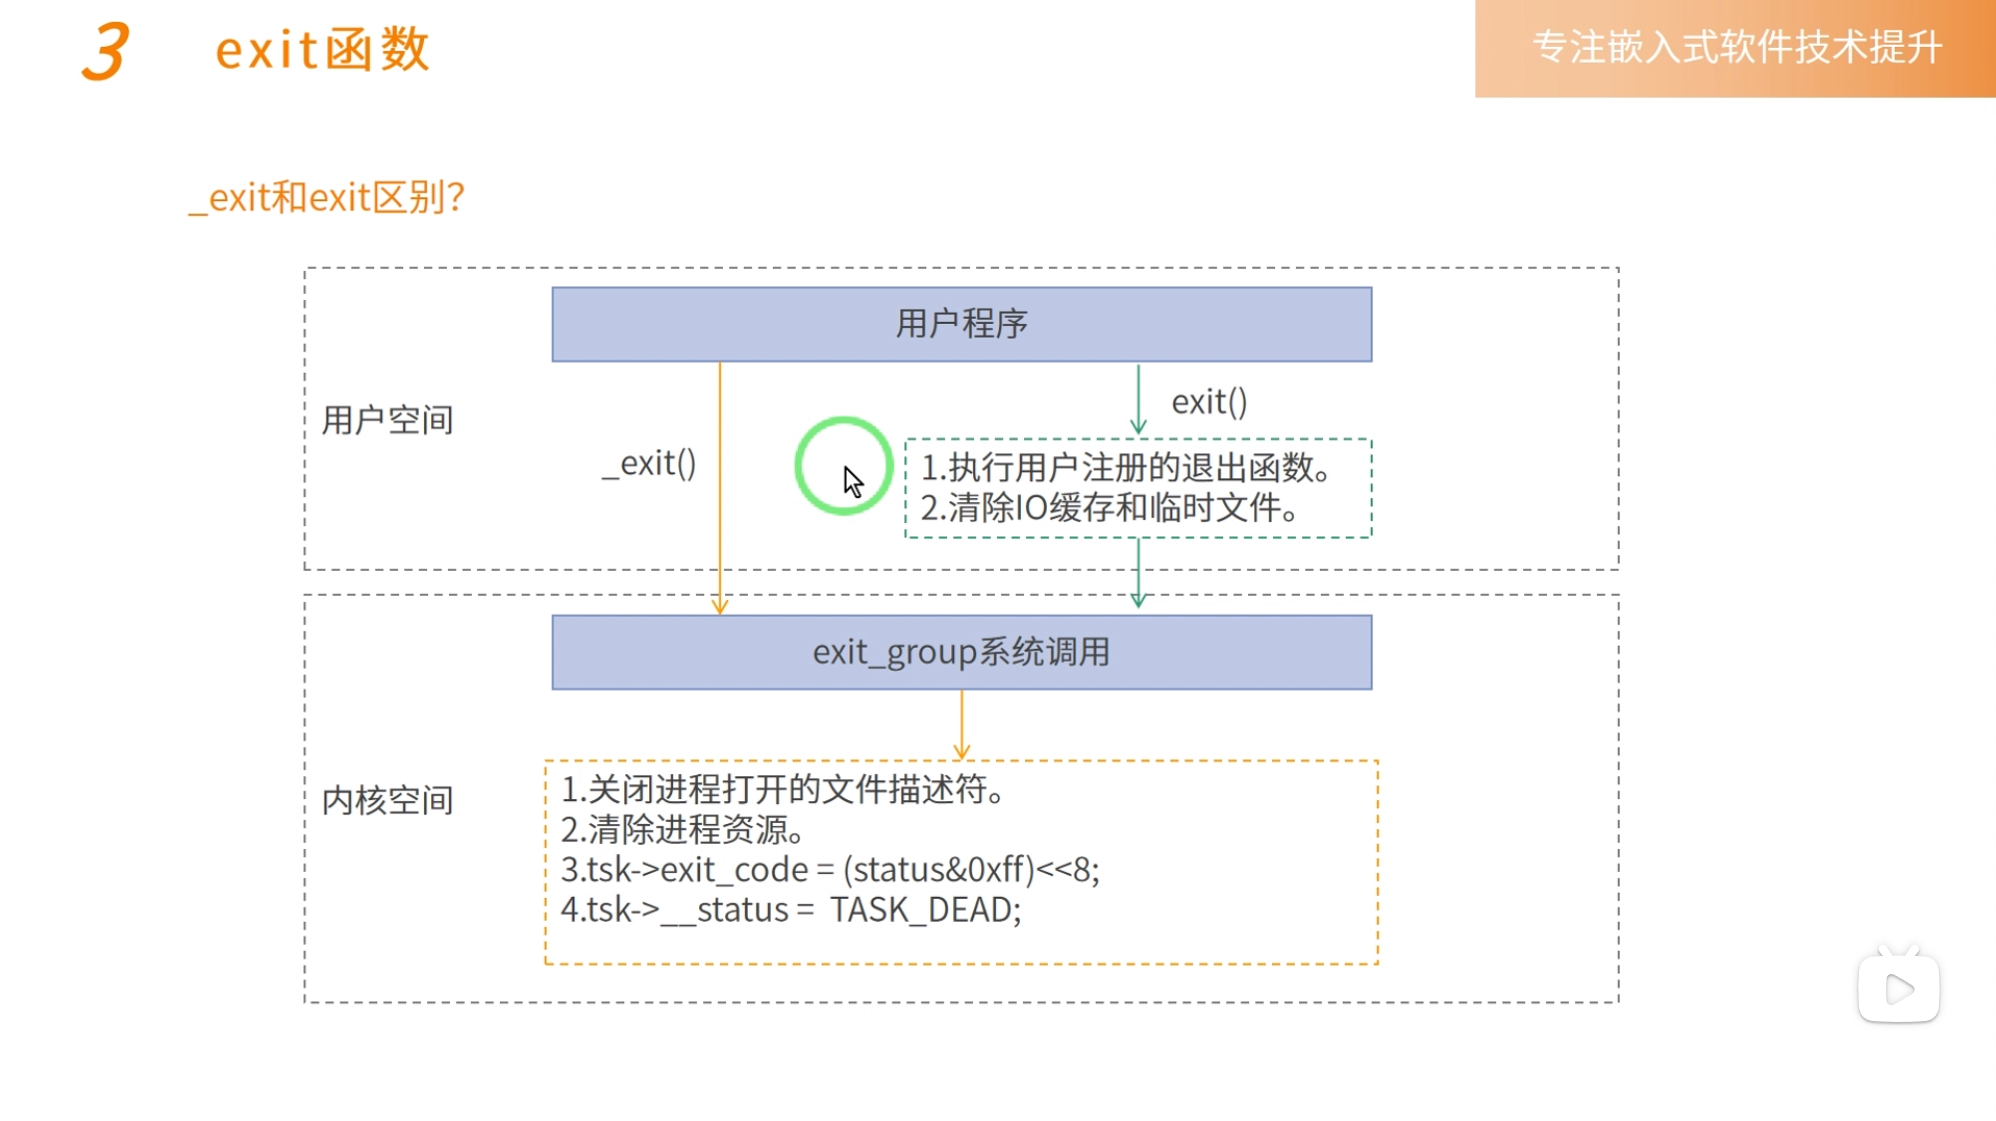 3 exit函数
专注嵌入式软件技术提升
_exit和exit区别?
用户程序
用户空间
_exit()
exit()
1.执行用户注册的退出函数。
2.清除IO缓存和临时文件。
exit_group系统调用
内核空间
1.关闭进程打开的文件描述符。
2.清除进程资源。
3.tsk->exit_code = (status&0xff)<<8;
4.tsk->__status = TASK_DEAD;